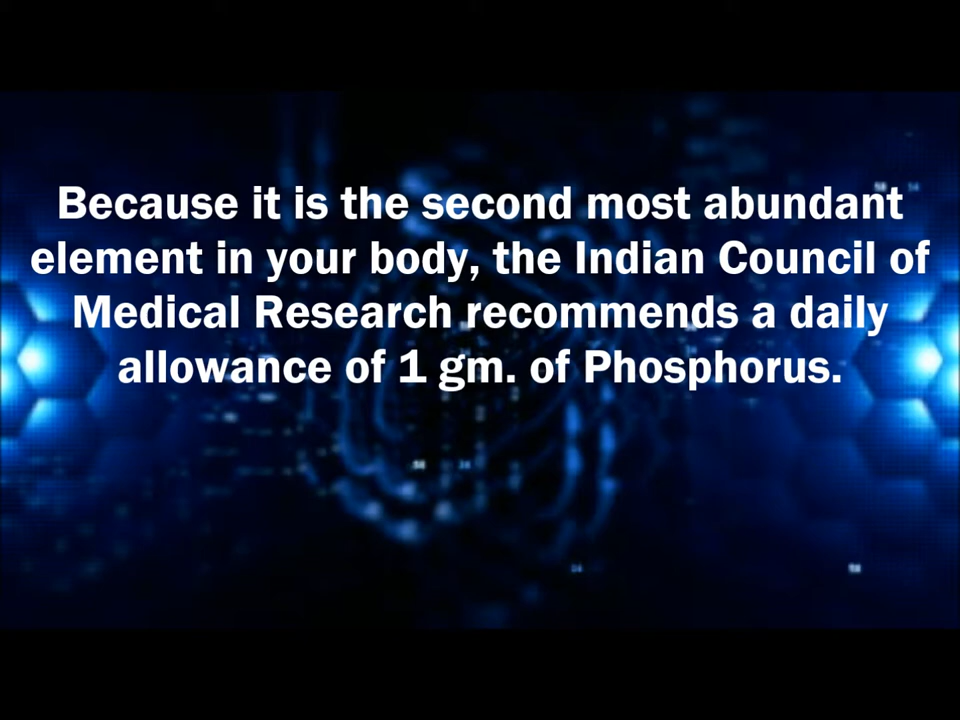 Because it is the second most abundant
element in your body, the Indian Council of
Medical Research recommends a daily
allowance of 1 gm. of Phosphorus.